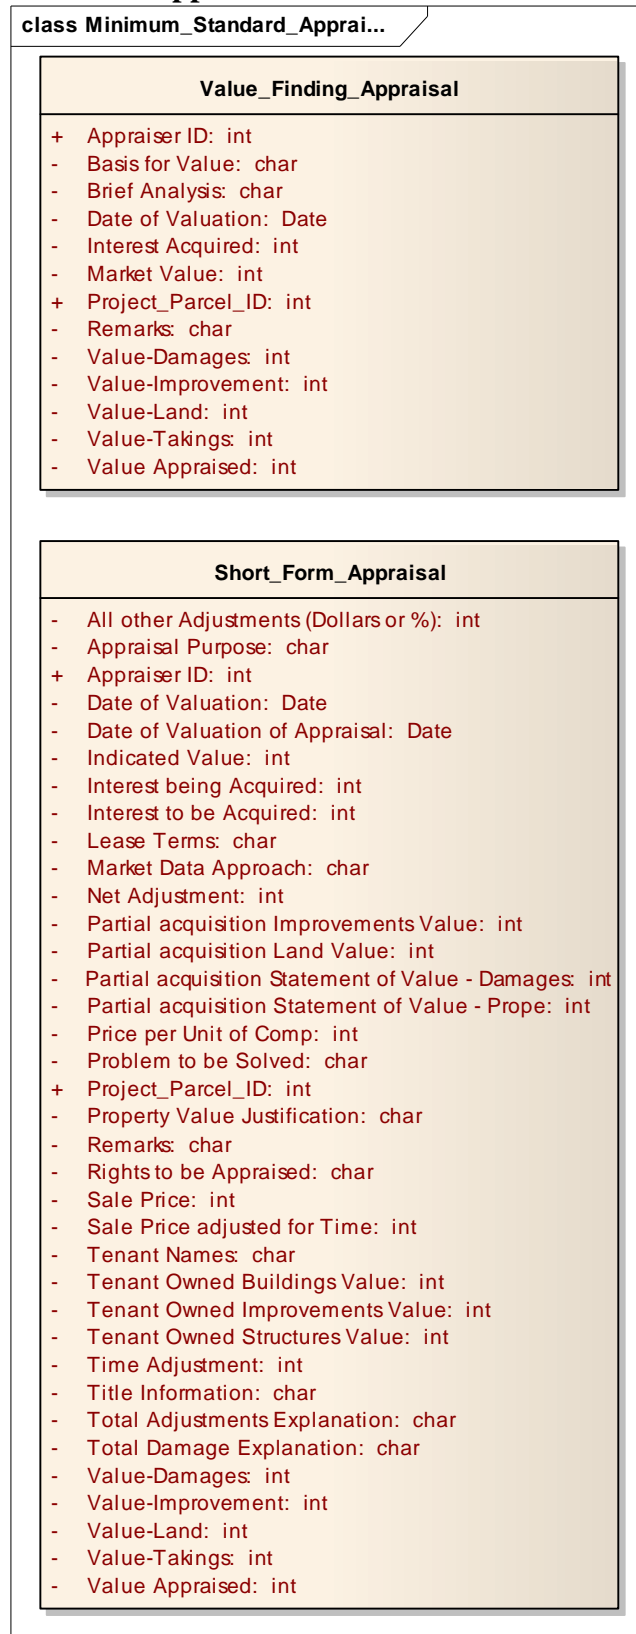 class Minimum_Standard_Apprai...
Value_Finding_Appraisal
+ Appraiser ID: int
- Basis for Value: char
- Brief Analysis: char
- Date of Valuation: Date
- Interest Acquired: int
- Market Value: int
+ Project_Parcel_ID: int
- Remarks: char
- Value-Damages: int
- Value-Improvement: int
- Value-Land: int
- Value-Takings: int
- Value Appraised: int
Short_Form_Appraisal
- All other Adjustments (Dollars or %): int
- Appraisal Purpose: char
+ Appraiser ID: int
- Date of Valuation: Date
- Date of Valuation of Appraisal: Date
- Indicated Value: int
- Interest being Acquired: int
- Interest to be Acquired: int
- Lease Terms: char
- Market Data Approach: char
- Net Adjustment: int
- Partial acquisition Improvements Value: int
- Partial acquisition Land Value: int
- Partial acquisition Statement of Value - Damages: int
- Partial acquisition Statement of Value - Prope: int
- Price per Unit of Comp: int
- Problem to be Solved: char
+ Project_Parcel_ID: int
- Property Value Justification: char
- Remarks: char
- Rights to be Appraised: char
- Sale Price: int
- Sale Price adjusted for Time: int
- Tenant Names: char
- Tenant Owned Buildings Value: int
- Tenant Owned Improvements Value: int
- Tenant Owned Structures Value: int
- Time Adjustment: int
- Title Information: char
- Total Adjustments Explanation: char
- Total Damage Explanation: char
- Value-Damages: int
- Value-Improvement: int
- Value-Land: int
- Value-Takings: int
- Value Appraised: int